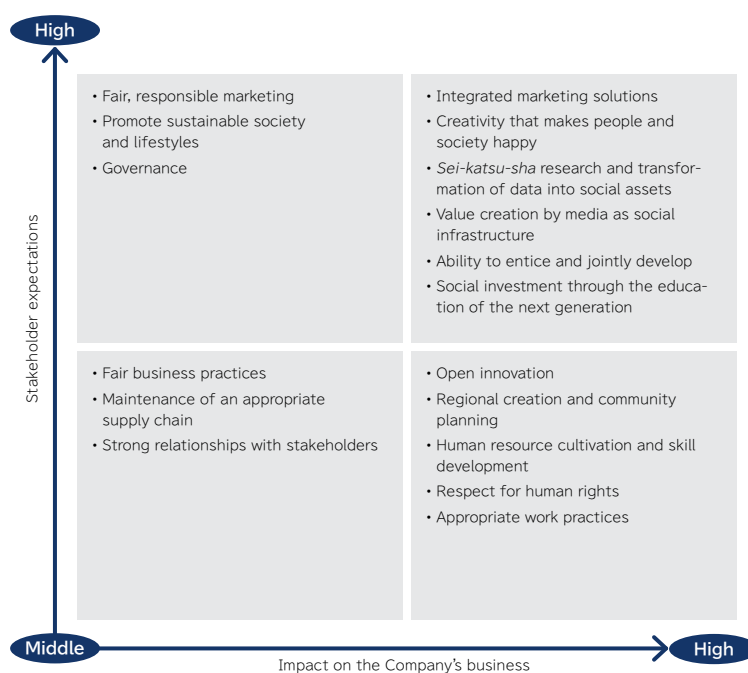 High
Stakeholder expectations
• Fair, responsible marketing
• Promote sustainable society
and lifestyles
• Governance
• Integrated marketing solutions
• Creativity that makes people and
society happy
• Sei-katsu-sha research and transfor-
mation of data into social assets
• Value creation by media as social
infrastructure
• Ability to entice and jointly develop
• Social investment through the educa-
tion of the next generation
• Fair business practices
• Maintenance of an appropriate
supply chain
• Strong relationships with stakeholders
• Open innovation
• Regional creation and community
planning
• Human resource cultivation and skill
development
• Respect for human rights
• Appropriate work practices
Middle
Impact on the Company's business
High